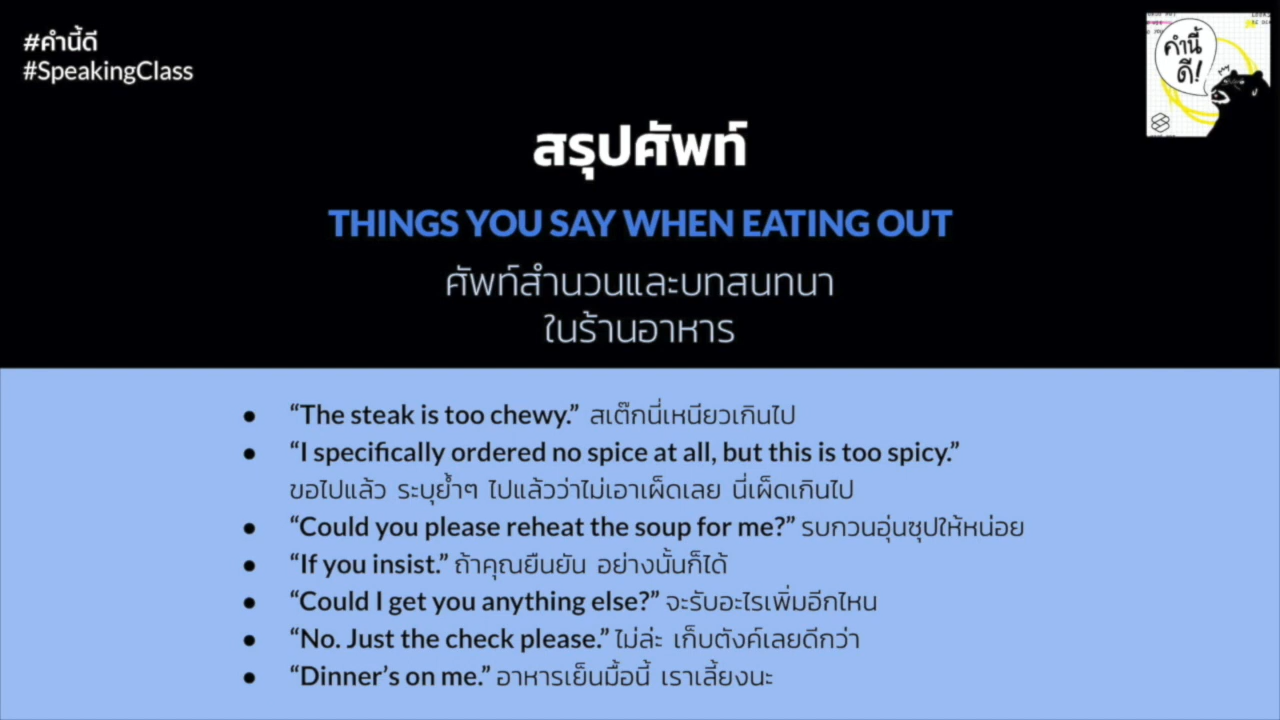 #คำนี้ดี
#SpeakingClass
คำนี้
ดี!
สรุปศัพท์
THINGS YOU SAY WHEN EATING OUT
ศัพท์สำนวนและบทสนทนา
ในร้านอาหาร
● “The steak is too chewy.” สเต๊กนี่เหนียวเกินไป
● “I specifically ordered no spice at all, but this is too spicy.”
ขอไปแล้ว ระบุย้ำๆ ไปแล้วว่าไม่เอาเผ็ดเลย นี่เผ็ดเกินไป
● “Could you please reheat the soup for me?” รบกวนอุ่นซุปให้หน่อย
● “If you insist.” ถ้าคุณยืนยัน อย่างนั้นก็ได้
● “Could I get you anything else?” จะรับอะไรเพิ่มอีกไหน
● “No. Just the check please.” ไม่ล่ะ เก็บตังค์เลยดีกว่า
● “Dinner’s on me.” อาหารเย็นมื้อนี้ เราเลี้ยงนะ